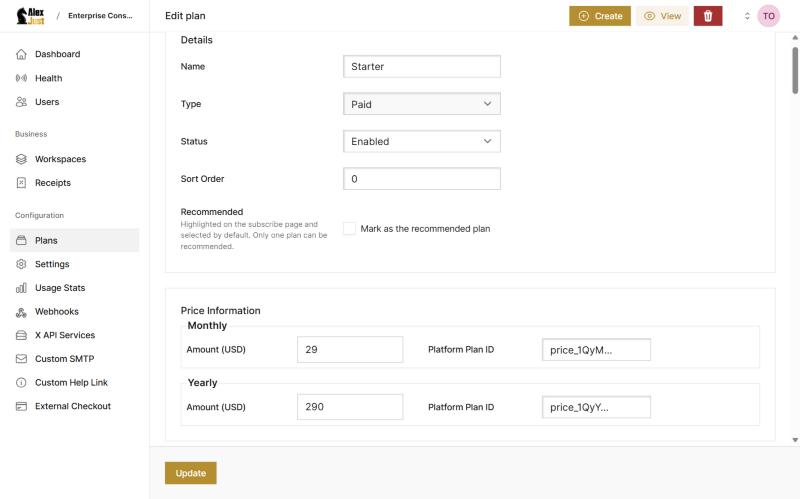 Alex
Just
/ Enterprise Cons...
Edit plan
Create
View
TO
Dashboard
Health
Users
Business
Workspaces
Receipts
Configuration
Plans
Settings
Usage Stats
Webhooks
X API Services
Custom SMTP
Custom Help Link
External Checkout
Details
Name
Starter
Type
Paid
Status
Enabled
Sort Order
0
Recommended
Highlighted on the subscribe page and
selected by default. Only one plan can be
recommended.
Mark as the recommended plan
Price Information
Monthly
Amount (USD)
29
Platform Plan ID
price_1QyM...
Yearly
Amount (USD)
290
Platform Plan ID
price_1QyY...
Update